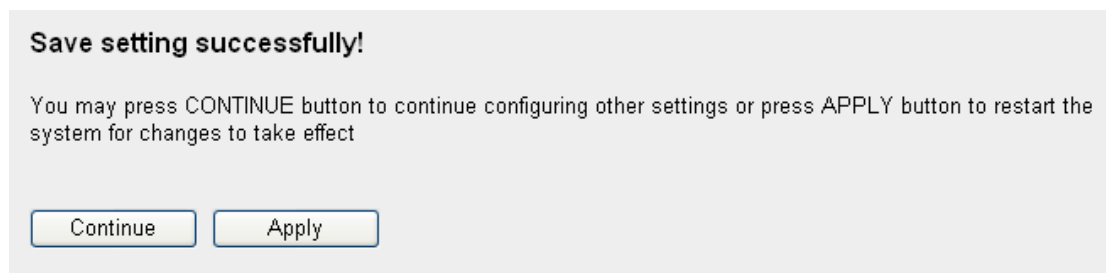 Save setting successfully!
You may press CONTINUE button to continue configuring other settings or press APPLY button to restart the
system for changes to take effect
Continue Apply